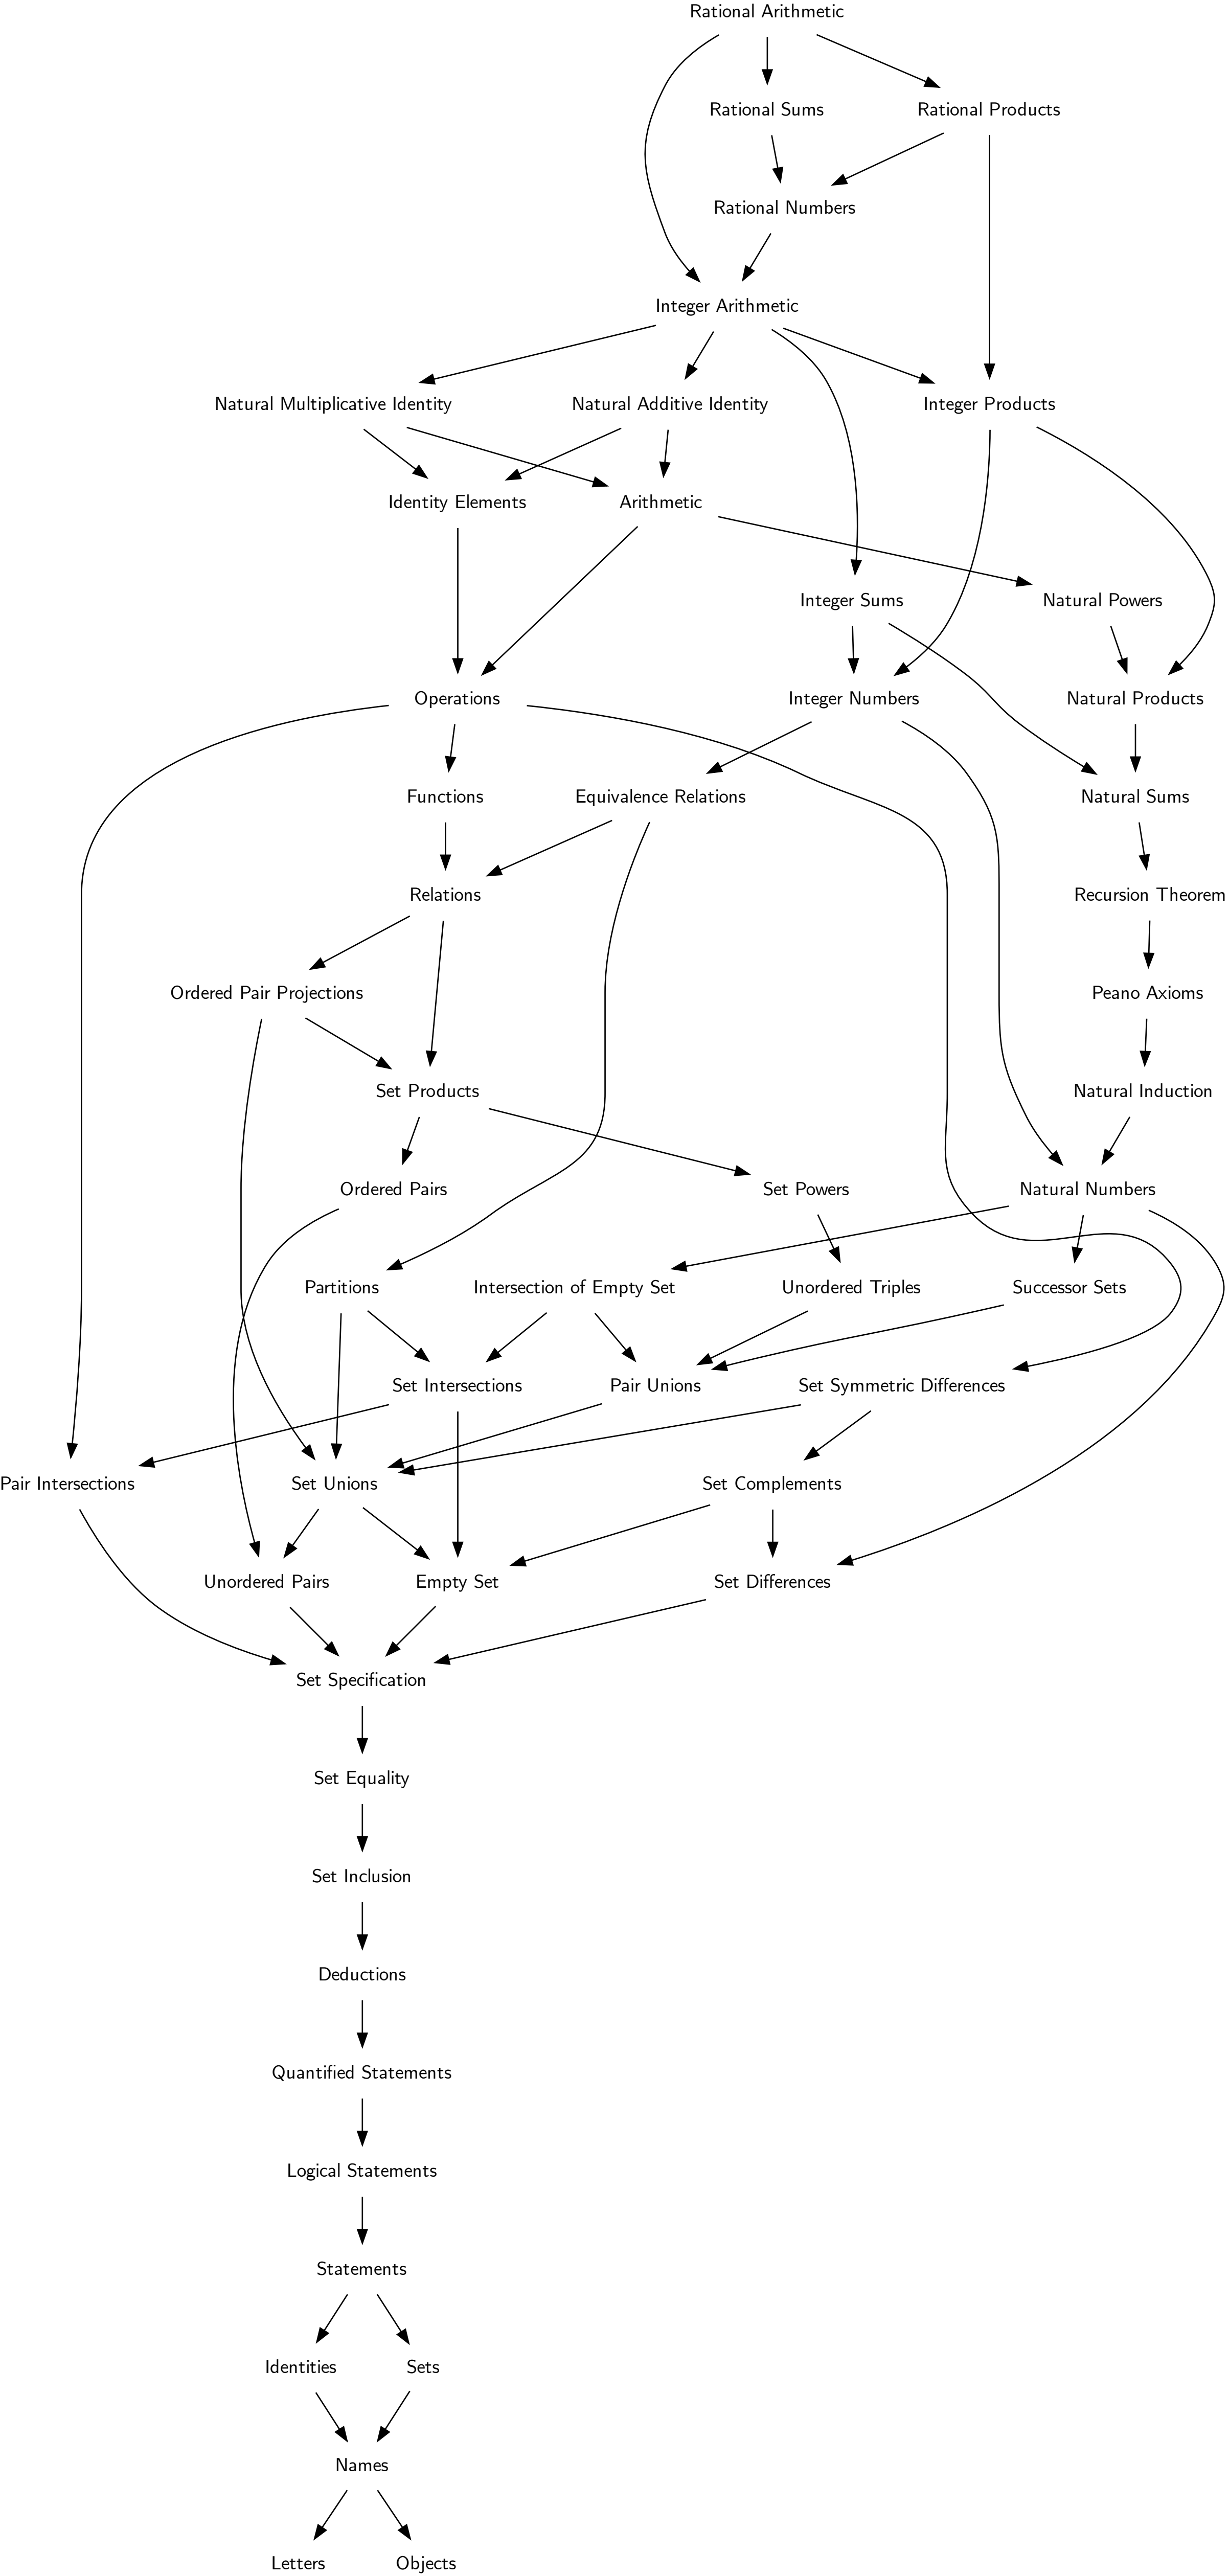 Rational Arithmetic
Rational Sums
Rational Products
Rational Numbers
Integer Arithmetic
Natural Multiplicative Identity
Natural Additive Identity
Integer Products
Identity Elements
Arithmetic
Integer Sums
Natural Powers
Operations
Integer Numbers
Natural Products
Functions
Equivalence Relations
Natural Sums
Relations
Recursion Theorem
Ordered Pair Projections
Peano Axioms
Set Products
Natural Induction
Ordered Pairs
Set Powers
Natural Numbers
Partitions
Intersection of Empty Set
Unordered Triples
Successor Sets
Set Intersections
Pair Unions
Set Symmetric Differences
Pair Intersections
Set Unions
Set Complements
Unordered Pairs
Empty Set
Set Differences
Set Specification
Set Equality
Set Inclusion
Deductions
Quantified Statements
Logical Statements
Statements
Identities
Sets
Names
Letters
Objects